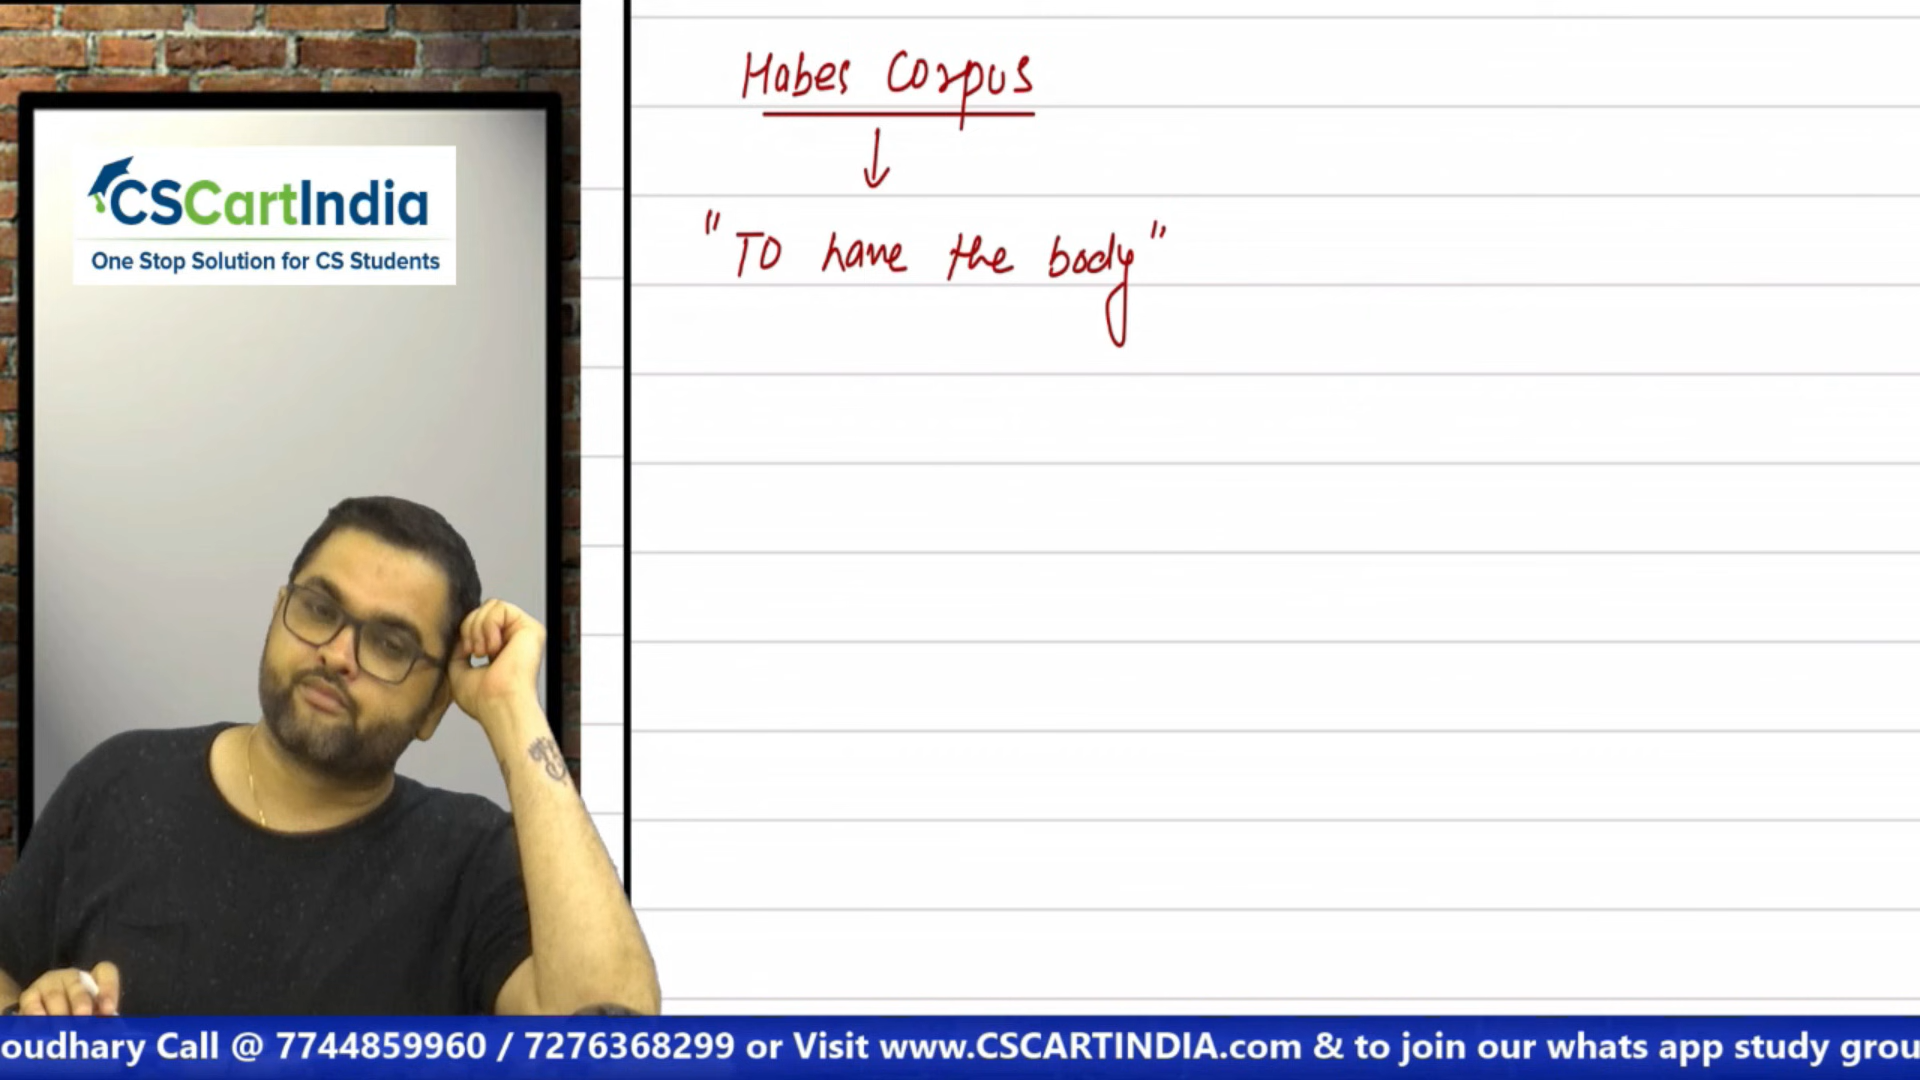 CSCartIndia
One Stop Solution for CS Students
Habes Corpus
"To have the body"
oudhary Call @ 7744859960 / 7276368299 or Visit www.CSCARTINDIA.com & to join our whats app study grou